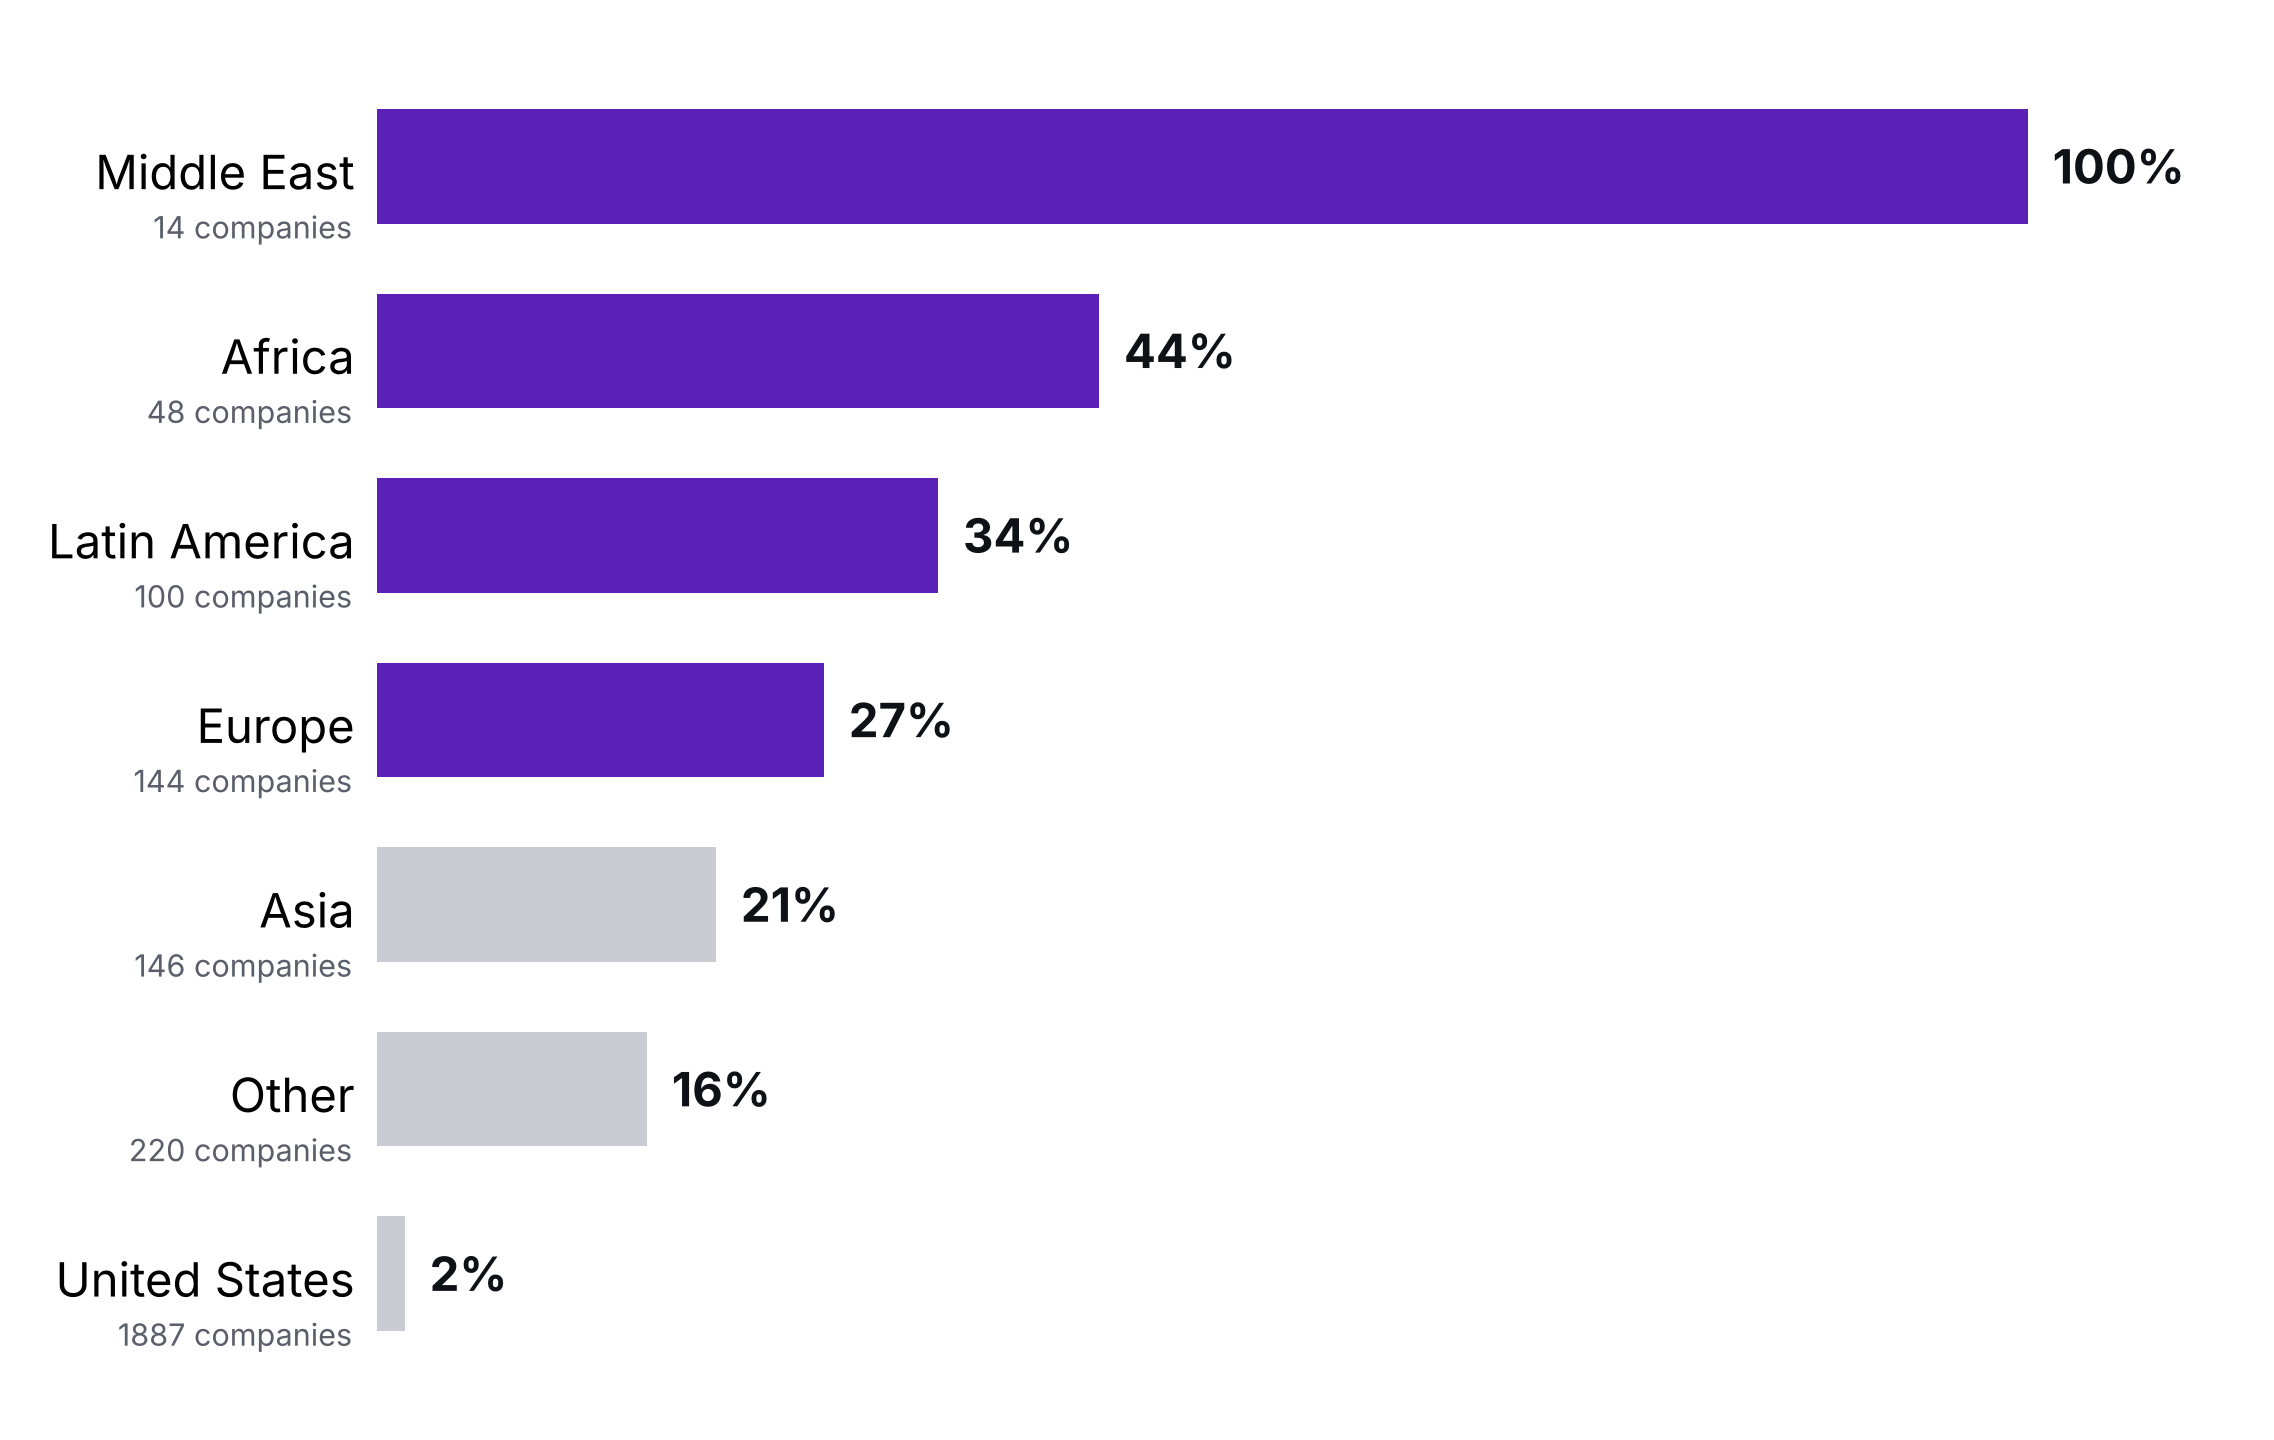 Middle East
100%
14 companies
Africa
44%
48 companies
Latin America
34%
100 companies
Europe
27%
144 companies
Asia
21%
146 companies
Other
16%
220 companies
United States
2%
1887 companies